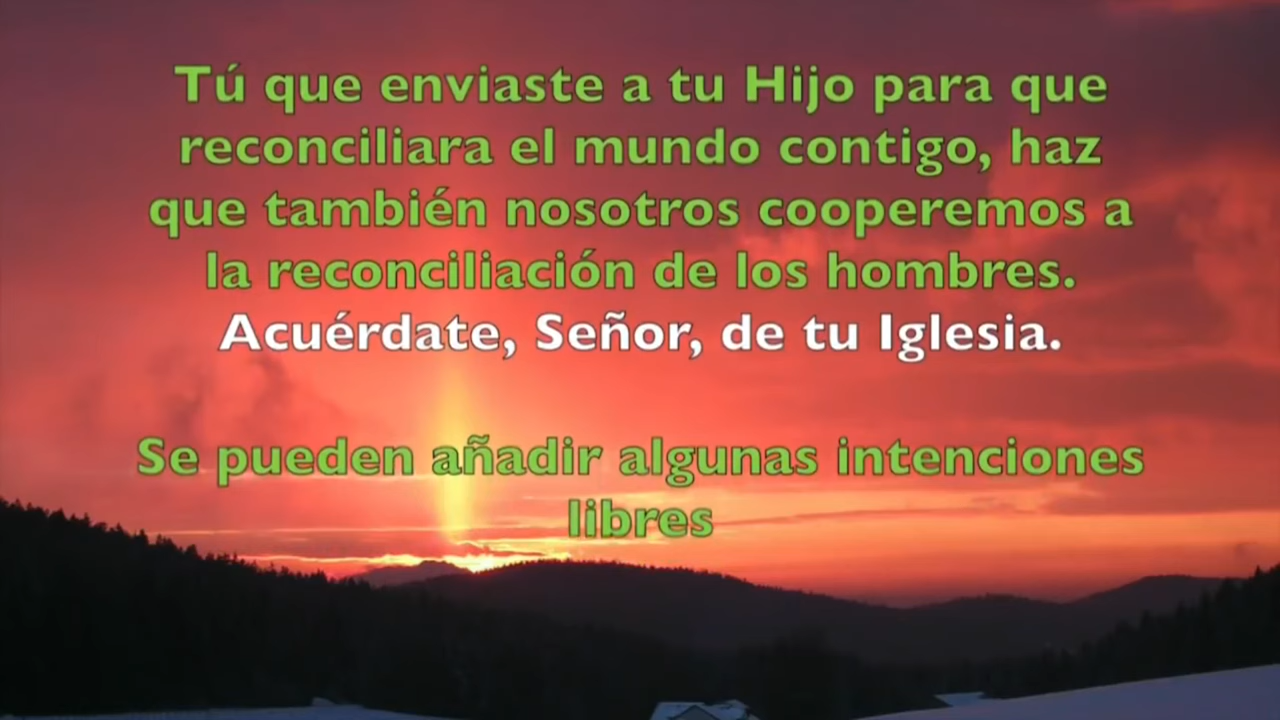 Tú que enviaste a tu Hijo para que
reconciliara el mundo contigo, haz
que también nosotros cooperemos a
la reconciliación de los hombres.
Acuérdate, Señor, de tu Iglesia.
Se pueden añadir algunas intenciones
libres